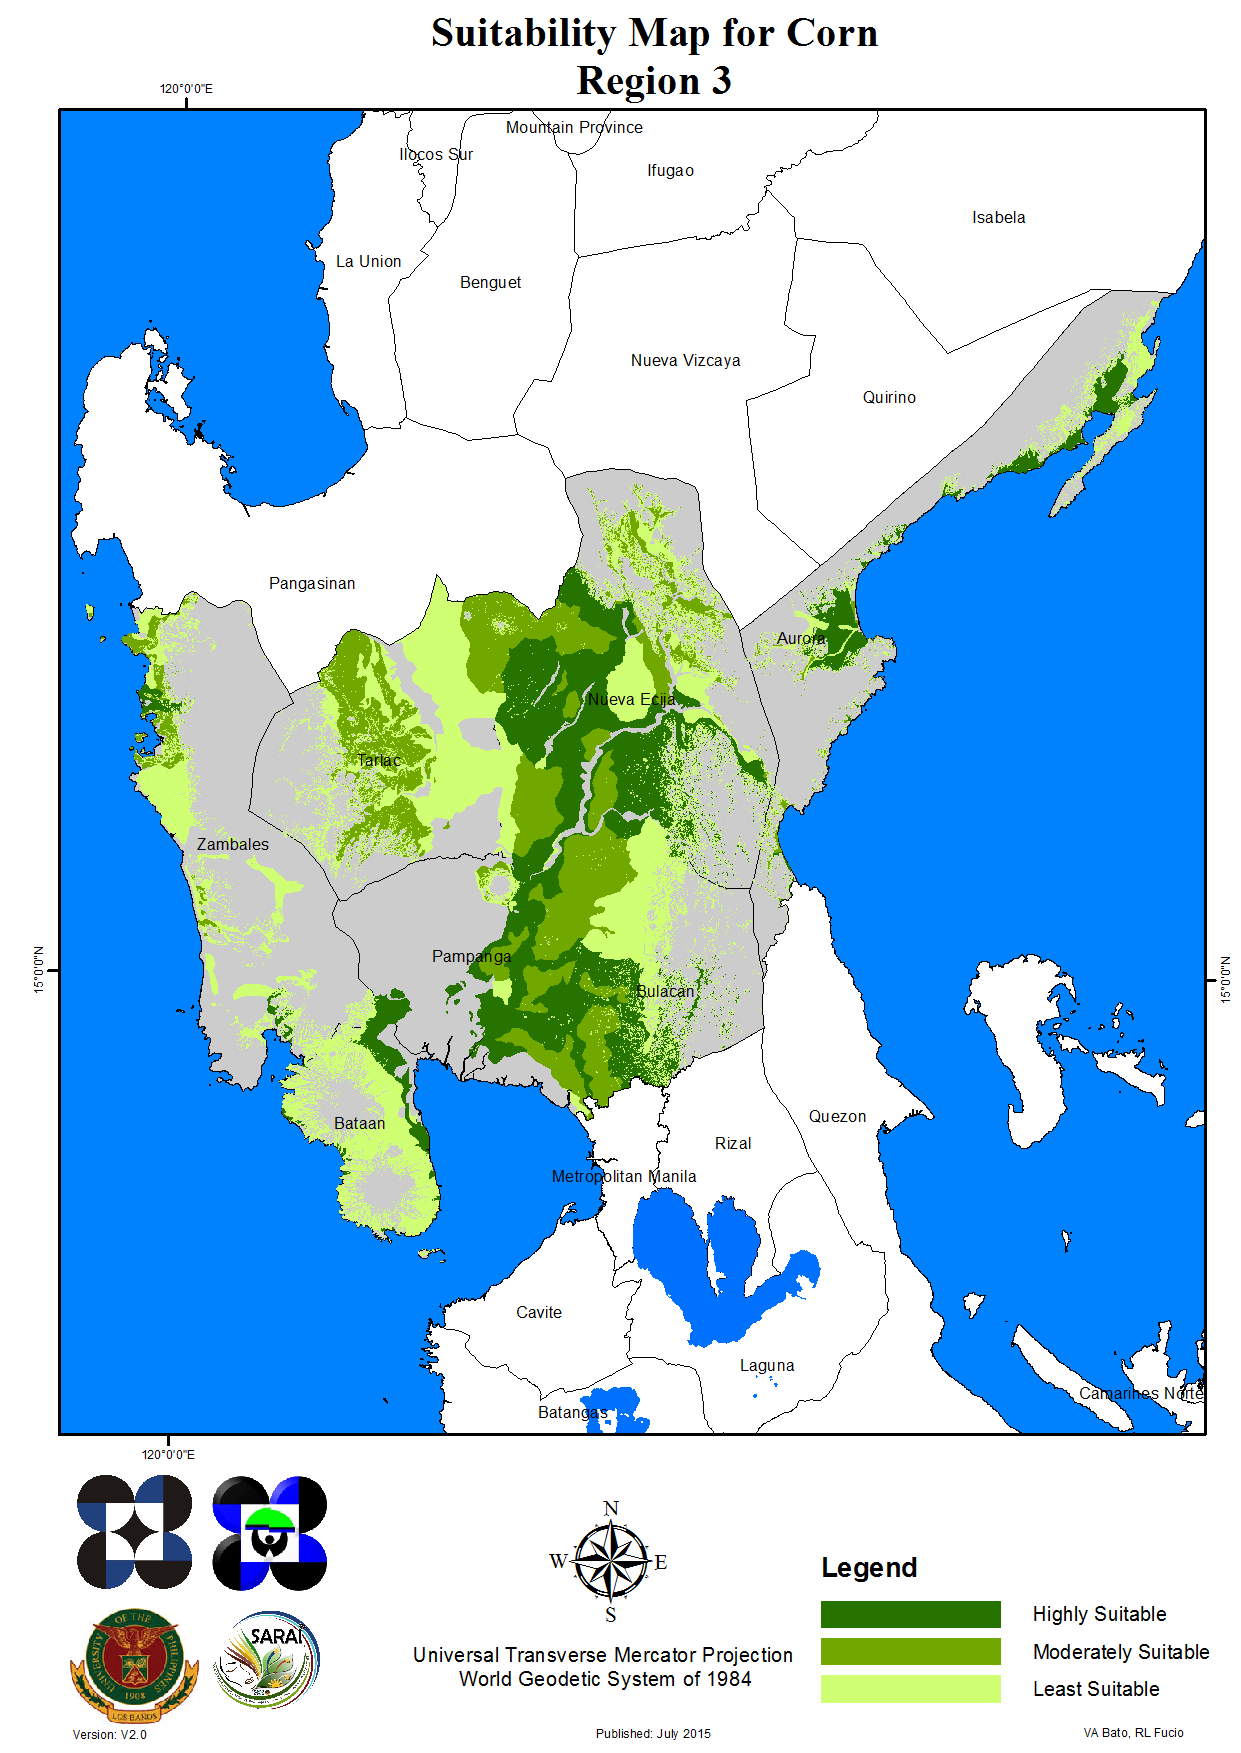 Suitability Map for Corn
Region 3
120°0'0"E
Mountain Province
Ilocos Sur
Ifugao
Isabela
La Union
Benguet
Nueva Vizcaya
Quirino
Pangasinan
Aurora
Nueva Ecija
Tarlac
Zambales
Pampanga
15°0'0"N
15°0'0"N
Bulacan
Bataan
Quezon
Rizal
Metropolitan Manila
Cavite
Laguna
Camarines Norte
Batangas
120°0'0"E
N
W E
S
Legend
Highly Suitable
Moderately Suitable
Least Suitable
UNIVERSITY OF THE PHILIPPINES
1908
LOS BAÑOS
SARAI
Universal Transverse Mercator Projection
World Geodetic System of 1984
Version: V2.0
Published: July 2015
VA Bato, RL Fucio